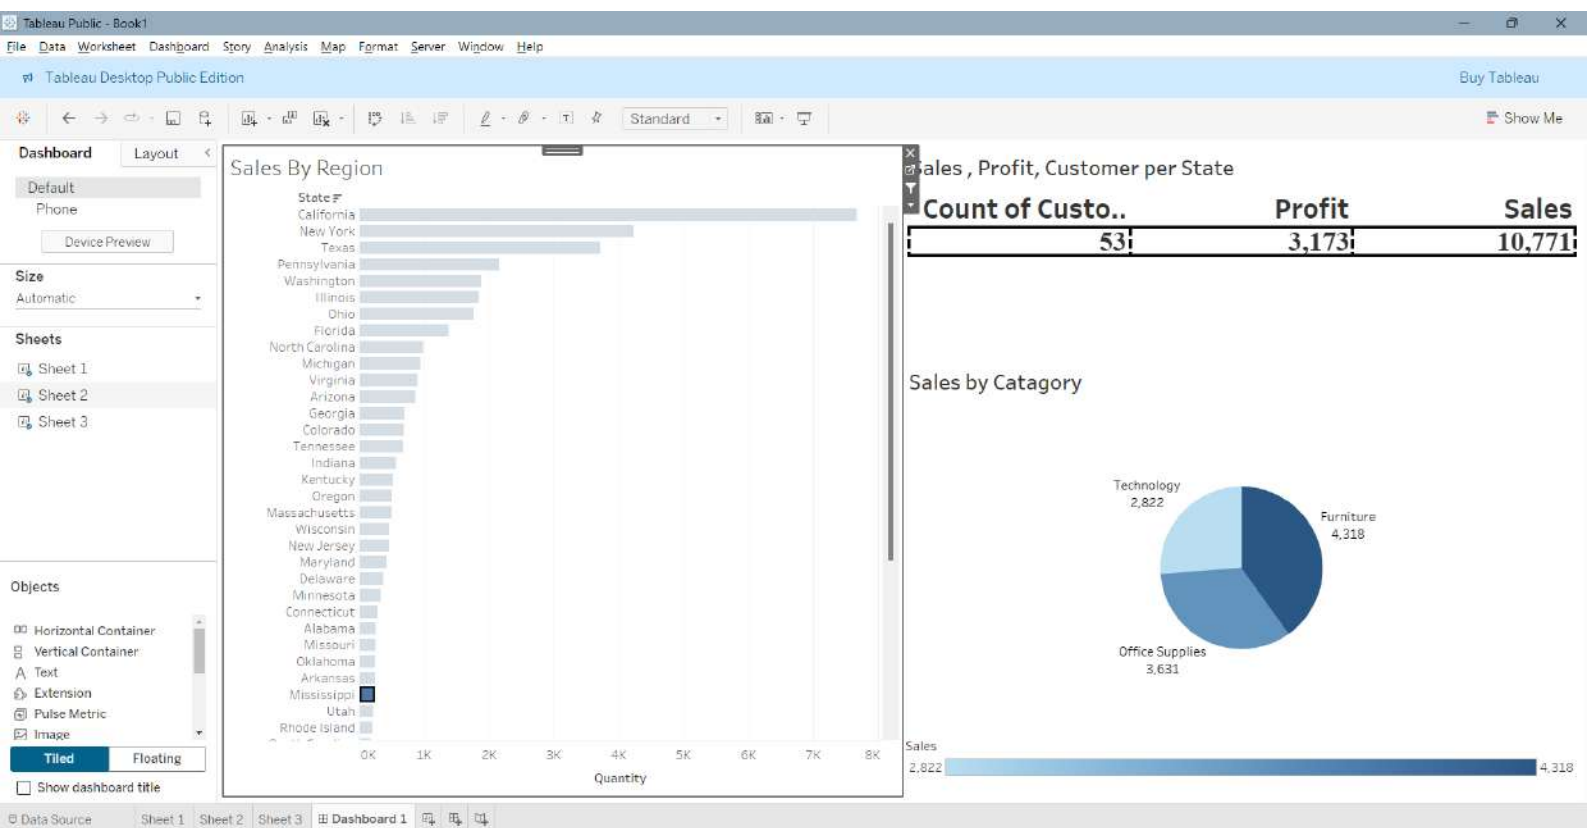 Tableau Public - Book1
File Data Worksheet Dashboard Story Analysis Map Format Server Window Help
Tableau Desktop Public Edition
Buy Tableau
Standard
Show Me
Dashboard
Layout
Default
Phone
Device Preview
Size
Automatic
Sheets
Sheet 1
Sheet 2
Sheet 3
Objects
Horizontal Container
Vertical Container
Text
Extension
Pulse Metric
Image
Tiled
Floating
Show dashboard title
Sales By Region
State
California
New York
Texas
Pennsylvania
Washington
Illinois
Ohio
Florida
North Carolina
Michigan
Virginia
Arizona
Georgia
Colorado
Tennessee
Indiana
Kentucky
Oregon
Massachusetts
Wisconsin
New Jersey
Maryland
Delaware
Minnesota
Connecticut
Alabama
Missouri
Oklahoma
Arkansas
Mississippi
Utah
Rhode Island
0K 1K 2K 3K 4K 5K 6K 7K 8K
Quantity
Sales , Profit, Customer per State
Count of Custo.. Profit Sales
53 3,173 10,771
Sales by Catagory
Technology
2,822
Furniture
4,318
Office Supplies
3,631
Sales
2,822 4,318
Data Source Sheet 1 Sheet 2 Sheet 3 Dashboard 1